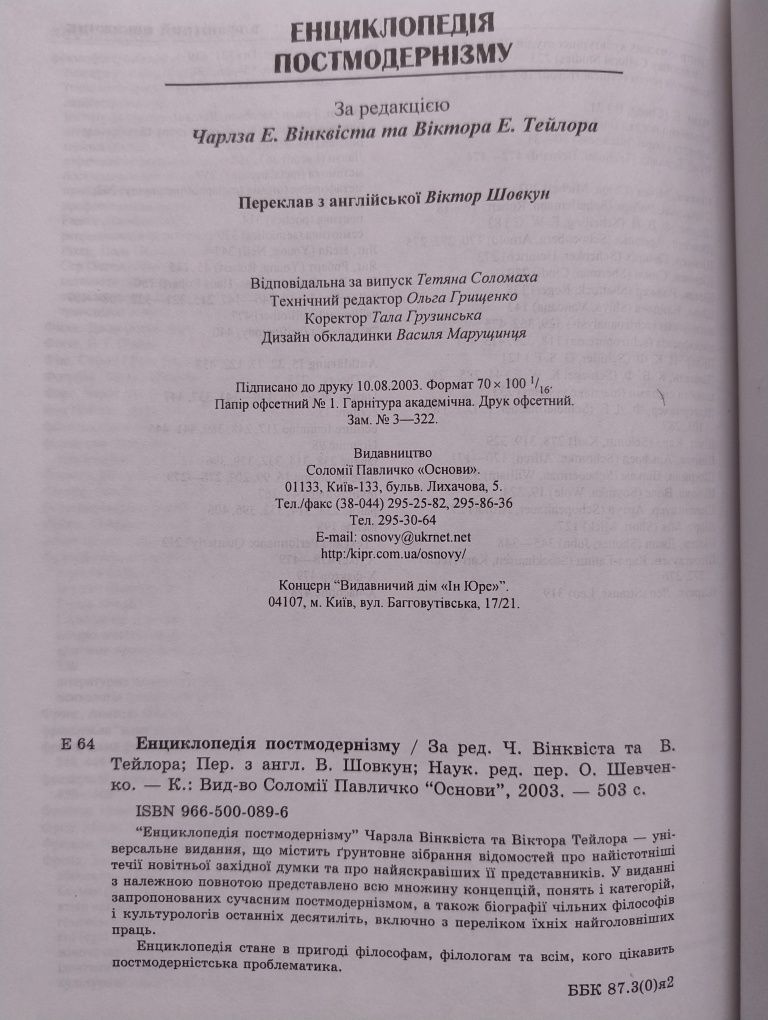 ЕНЦИКЛОПЕДІЯ
ПОСТМОДЕРНІЗМУ
За редакцією
Чарлза Е. Вінквіста та Віктора Е. Тейлора
Переклав з англійської Віктор Шовкун
Відповідальна за випуск Тетяна Соломаха
Технічний редактор Ольга Грищенко
Коректор Тала Грузинська
Дизайн обкладинки Василя Марущинця
Підписано до друку 10.08.2003. Формат 70 × 100 1/16.
Папір офсетний № 1. Гарнітура академічна. Друк офсетний.
Зам. № 3—322.
Видавництво
Соломії Павличко «Основи».
01133, Київ-133, бульв. Лихачова, 5.
Тел./факс (38-044) 295-25-82, 295-86-36
Тел. 295-30-64
E-mail: osnovy@ukrnet.net
http:/kipr.com.ua/osnovy/
Концерн “Видавничий дім «Ін Юре»”.
04107, м. Київ, вул. Багговутівська, 17/21.
Е 64 Енциклопедія постмодернізму / За ред. Ч. Вінквіста та В.
Тейлора; Пер. з англ. В. Шовкун; Наук. ред. пер. О. Шевчен-
ко. — К.: Вид-во Соломії Павличко “Основи”, 2003. — 503 с.
ISBN 966-500-089-6
“Енциклопедія постмодернізму” Чарзла Вінквіста та Віктора Тейлора — уні-
версальне видання, що містить ґрунтовне зібрання відомостей про найістотніші
течії новітньої західної думки та про найяскравіших її представників. У виданні
з належною повнотою представлено всю множину концепцій, понять і категорій,
запропонованих сучасним постмодернізмом, а також біографії чільних філософів
і культурологів останніх десятиліть, включно з переліком їхніх найголовніших
праць.
Енциклопедія стане в пригоді філософам, філологам та всім, кого цікавить
постмодерністська проблематика.
ББК 87.3(0)я2